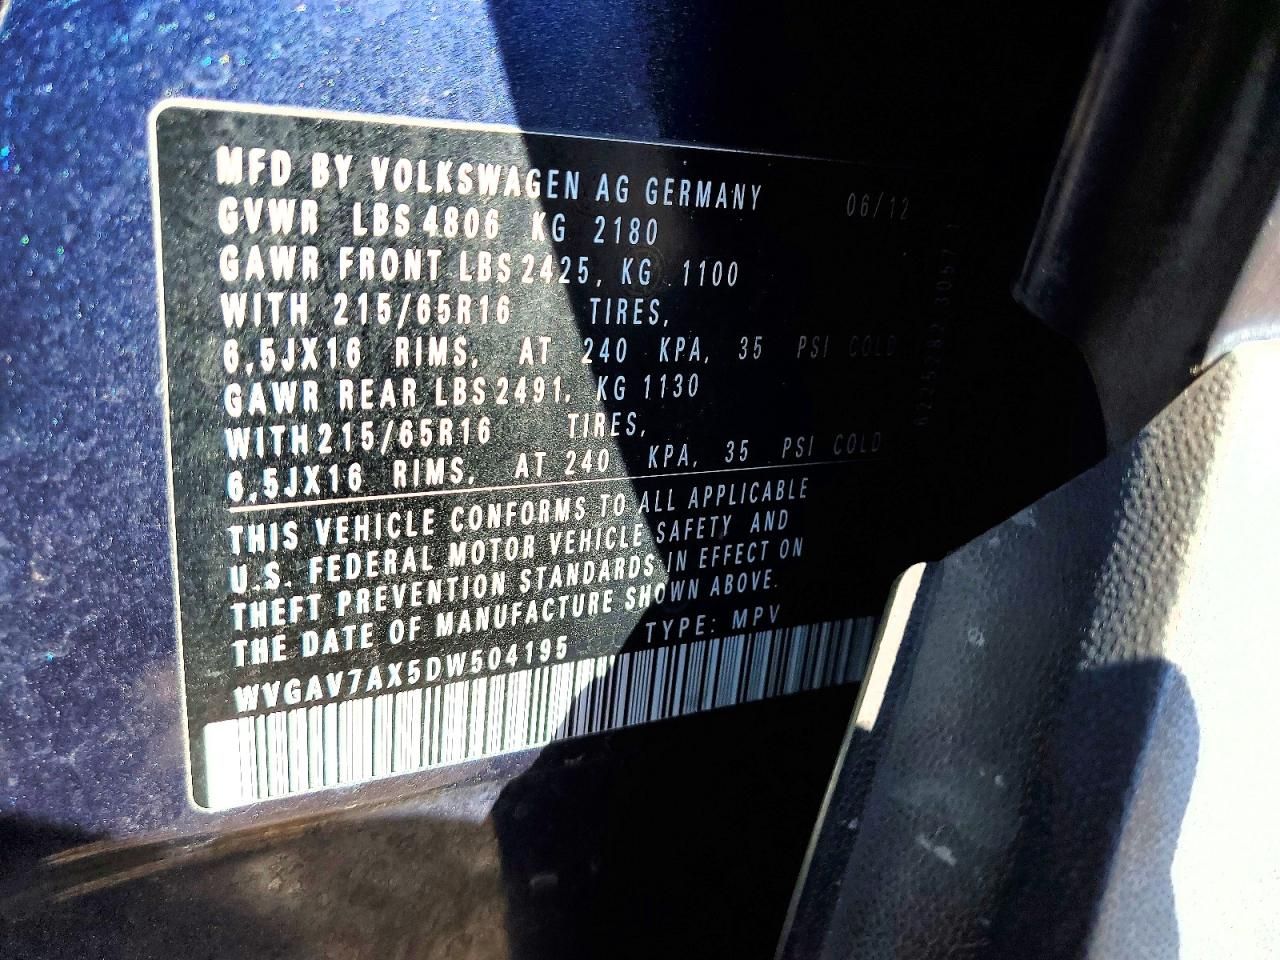 MFD BY VOLKSWAGEN AG GERMANY 06/12
GVWR LBS 4806 KG 2180
GAWR FRONT LBS 2425, KG 1100
WITH 215/65R16 TIRES,
6,5JX16 RIMS, AT 240 KPA, 35 PSI COLD
GAWR REAR LBS 2491, KG 1130
WITH 215/65R16 TIRES,
6,5JX16 RIMS, AT 240 KPA, 35 PSI COLD
THIS VEHICLE CONFORMS TO ALL APPLICABLE
U.S. FEDERAL MOTOR VEHICLE SAFETY AND
THEFT PREVENTION STANDARDS IN EFFECT ON
THE DATE OF MANUFACTURE SHOWN ABOVE.
WVGAV7AX5DW504195 TYPE: MPV